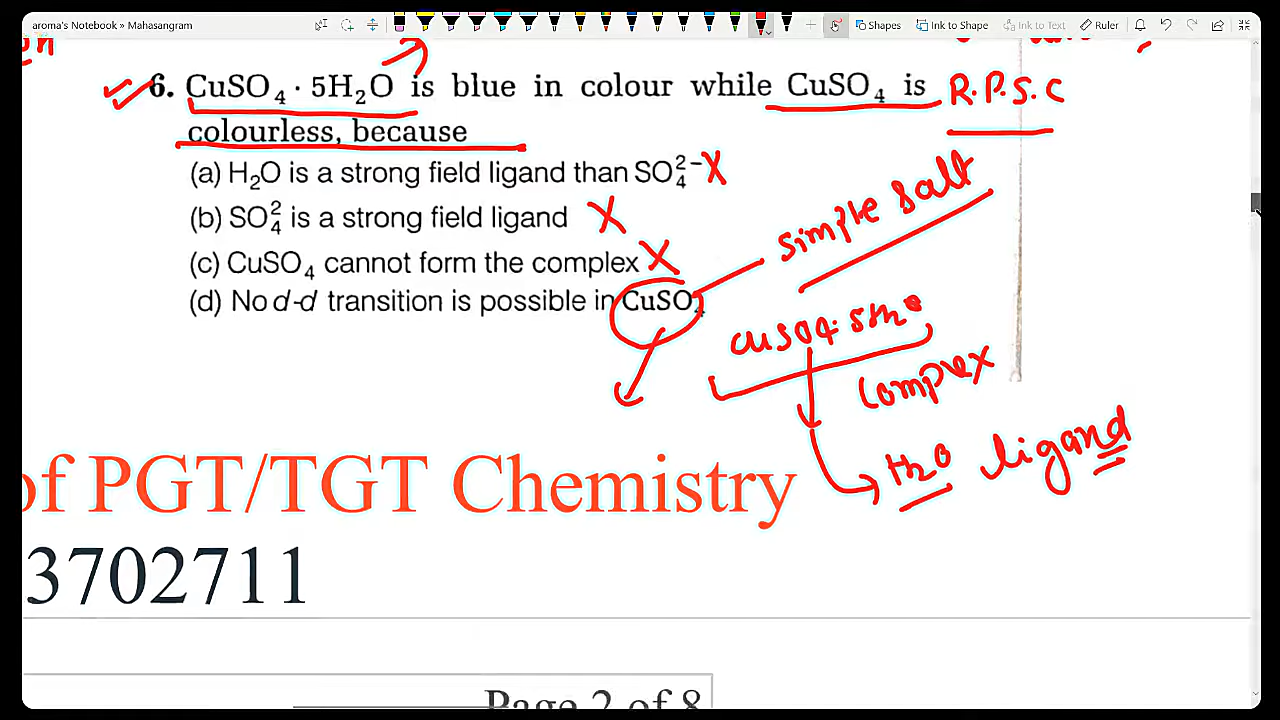 aroma's Notebook » Mahasangram
Shapes
Ink to Shape
Ink to Text
Ruler
6. CuSO4 · 5H2O is blue in colour while CuSO4 is
R.P.S.C
colourless, because
(a) H2O is a strong field ligand than SO4^2− X
(b) SO4^2 is a strong field ligand X
(c) CuSO4 cannot form the complex X
(d) No d-d transition is possible in CuSO4
simple salt
CuSO4·5H2O
Complex
H2O ligand
of PGT/TGT Chemistry
3702711
Page 2 of 8